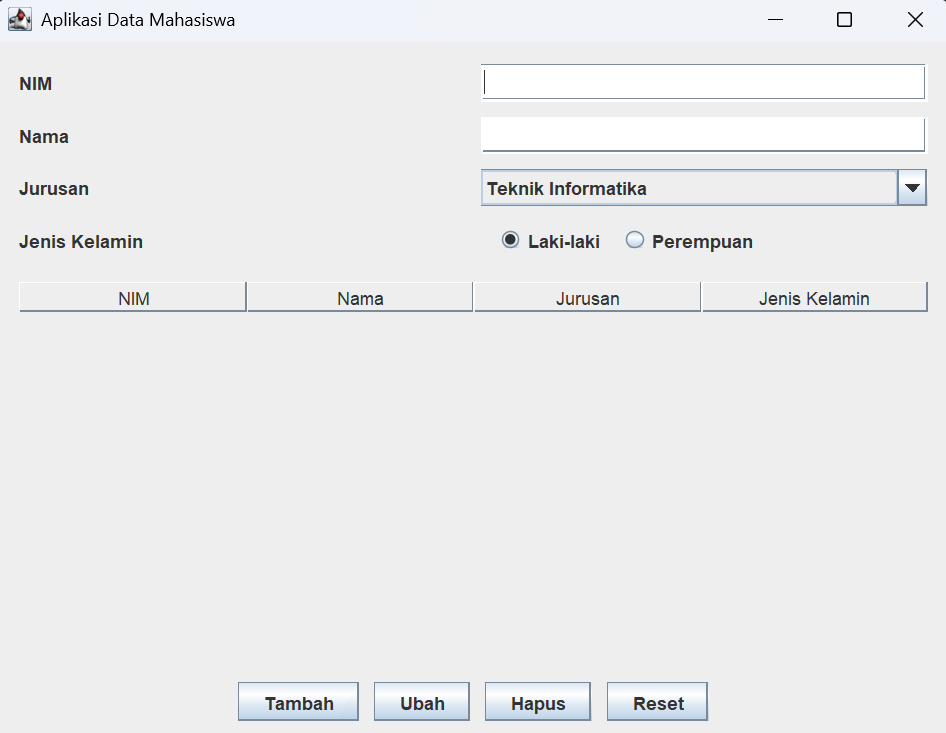 Aplikasi Data Mahasiswa
NIM
Nama
Jurusan Teknik Informatika
Jenis Kelamin Laki-laki Perempuan
NIM Nama Jurusan Jenis Kelamin
Tambah Ubah Hapus Reset